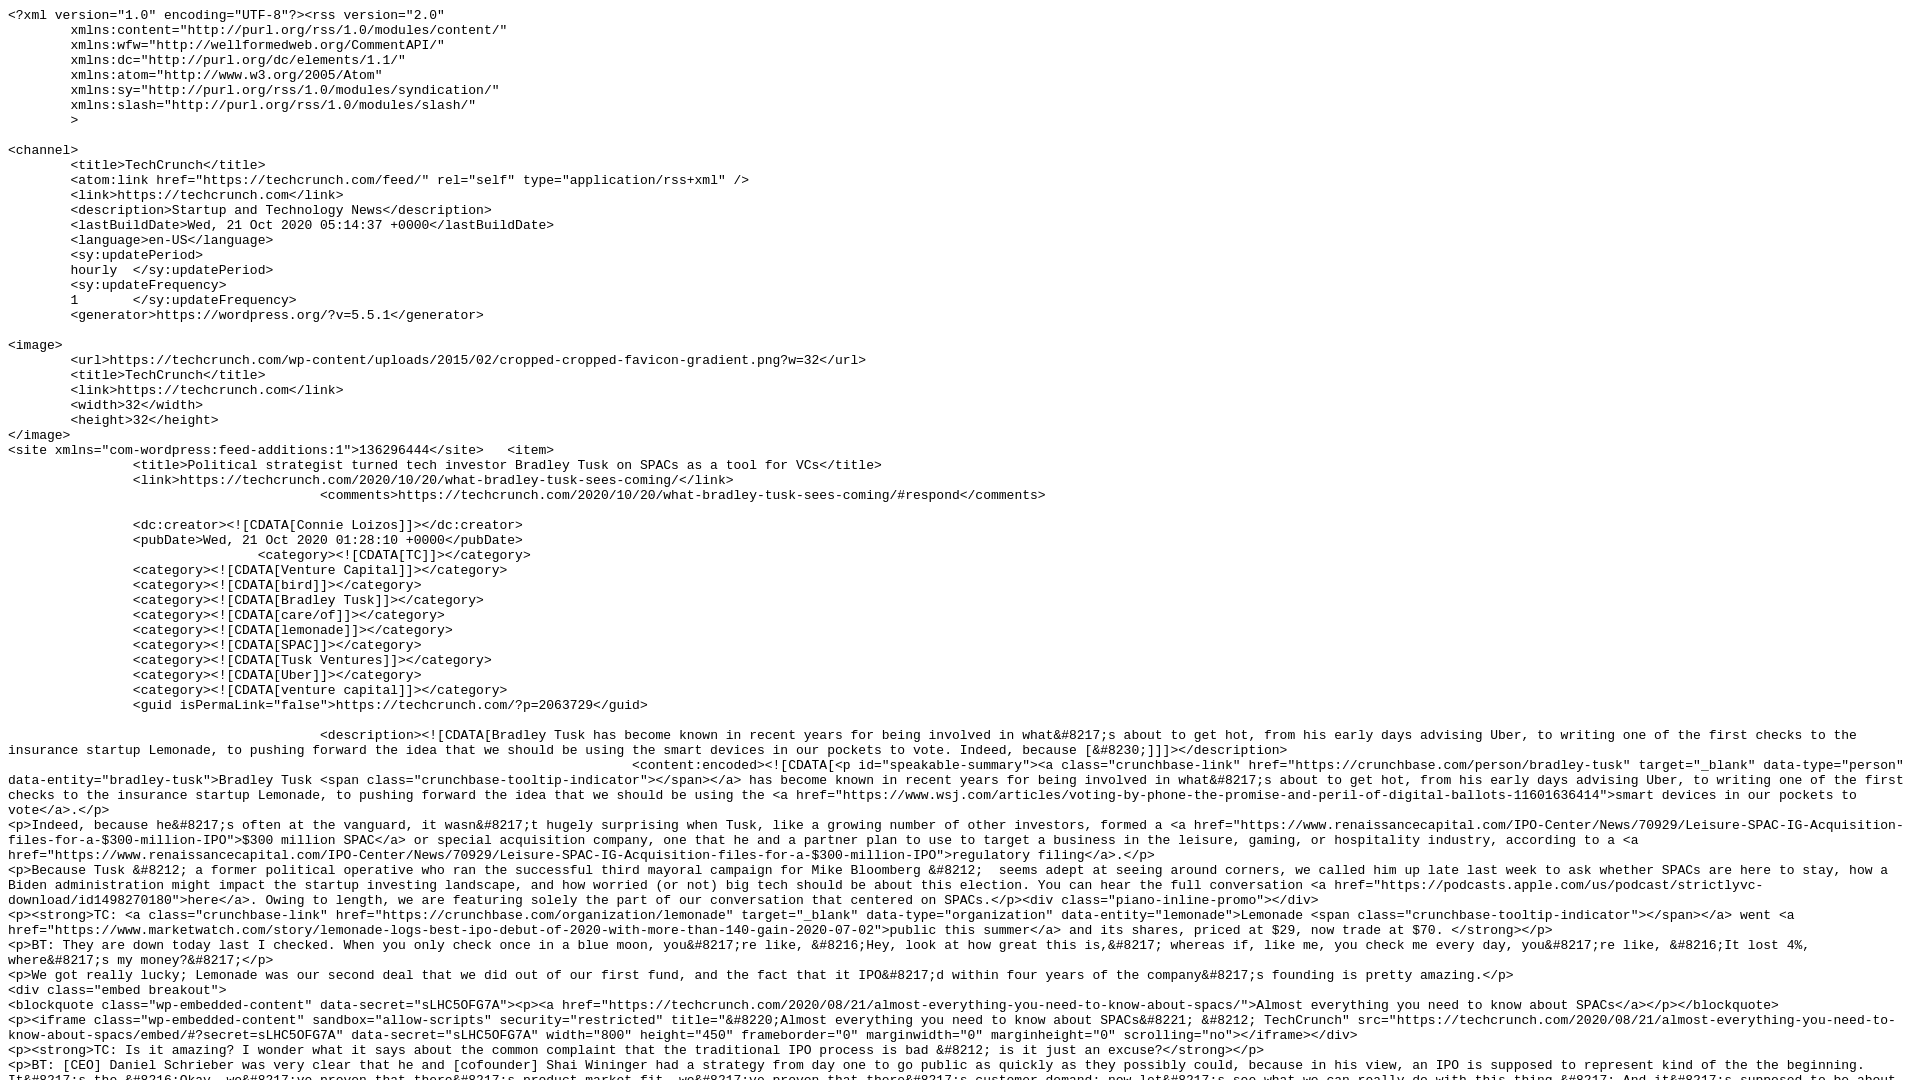 <?xml version="1.0" encoding="UTF-8"?><rss version="2.0"
	xmlns:content="http://purl.org/rss/1.0/modules/content/"
	xmlns:wfw="http://wellformedweb.org/CommentAPI/"
	xmlns:dc="http://purl.org/dc/elements/1.1/"
	xmlns:atom="http://www.w3.org/2005/Atom"
	xmlns:sy="http://purl.org/rss/1.0/modules/syndication/"
	xmlns:slash="http://purl.org/rss/1.0/modules/slash/"
	>

<channel>
	<title>TechCrunch</title>
	<atom:link href="https://techcrunch.com/feed/" rel="self" type="application/rss+xml" />
	<link>https://techcrunch.com</link>
	<description>Startup and Technology News</description>
	<lastBuildDate>Wed, 21 Oct 2020 05:14:37 +0000</lastBuildDate>
	<language>en-US</language>
	<sy:updatePeriod>
	hourly	</sy:updatePeriod>
	<sy:updateFrequency>
	1	</sy:updateFrequency>
	<generator>https://wordpress.org/?v=5.5.1</generator>

<image>
	<url>https://techcrunch.com/wp-content/uploads/2015/02/cropped-cropped-favicon-gradient.png?w=32</url>
	<title>TechCrunch</title>
	<link>https://techcrunch.com</link>
	<width>32</width>
	<height>32</height>
</image>
<site xmlns="com-wordpress:feed-additions:1">136296444</site>	<item>
		<title>Political strategist turned tech investor Bradley Tusk on SPACs as a tool for VCs</title>
		<link>https://techcrunch.com/2020/10/20/what-bradley-tusk-sees-coming/</link>
					<comments>https://techcrunch.com/2020/10/20/what-bradley-tusk-sees-coming/#respond</comments>

		<dc:creator><![CDATA[Connie Loizos]]></dc:creator>
		<pubDate>Wed, 21 Oct 2020 01:28:10 +0000</pubDate>
				<category><![CDATA[TC]]></category>
		<category><![CDATA[Venture Capital]]></category>
		<category><![CDATA[bird]]></category>
		<category><![CDATA[Bradley Tusk]]></category>
		<category><![CDATA[care/of]]></category>
		<category><![CDATA[lemonade]]></category>
		<category><![CDATA[SPAC]]></category>
		<category><![CDATA[Tusk Ventures]]></category>
		<category><![CDATA[Uber]]></category>
		<category><![CDATA[venture capital]]></category>
		<guid isPermaLink="false">https://techcrunch.com/?p=2063729</guid>

					<description><![CDATA[Bradley Tusk has become known in recent years for being involved in what&#8217;s about to get hot, from his early days advising Uber, to writing one of the first checks to the
insurance startup Lemonade, to pushing forward the idea that we should be using the smart devices in our pockets to vote. Indeed, because [&#8230;]]]></description>
										<content:encoded><![CDATA[<p id="speakable-summary"><a class="crunchbase-link" href="https://crunchbase.com/person/bradley-tusk" target="_blank" data-type="person"
data-entity="bradley-tusk">Bradley Tusk <span class="crunchbase-tooltip-indicator"></span></a> has become known in recent years for being involved in what&#8217;s about to get hot, from his early days advising Uber, to writing one of the first
checks to the insurance startup Lemonade, to pushing forward the idea that we should be using the <a href="https://www.wsj.com/articles/voting-by-phone-the-promise-and-peril-of-digital-ballots-11601636414">smart devices in our pockets to
vote</a>.</p>
<p>Indeed, because he&#8217;s often at the vanguard, it wasn&#8217;t hugely surprising when Tusk, like a growing number of other investors, formed a <a href="https://www.renaissancecapital.com/IPO-Center/News/70929/Leisure-SPAC-IG-Acquisition-
files-for-a-$300-million-IPO">$300 million SPAC</a> or special acquisition company, one that he and a partner plan to use to target a business in the leisure, gaming, or hospitality industry, according to a <a
href="https://www.renaissancecapital.com/IPO-Center/News/70929/Leisure-SPAC-IG-Acquisition-files-for-a-$300-million-IPO">regulatory filing</a>.</p>
<p>Because Tusk &#8212; a former political operative who ran the successful third mayoral campaign for Mike Bloomberg &#8212;  seems adept at seeing around corners, we called him up late last week to ask whether SPACs are here to stay, how a
Biden administration might impact the startup investing landscape, and how worried (or not) big tech should be about this election. You can hear the full conversation <a href="https://podcasts.apple.com/us/podcast/strictlyvc-
download/id1498270180">here</a>. Owing to length, we are featuring solely the part of our conversation that centered on SPACs.</p><div class="piano-inline-promo"></div>
<p><strong>TC: <a class="crunchbase-link" href="https://crunchbase.com/organization/lemonade" target="_blank" data-type="organization" data-entity="lemonade">Lemonade <span class="crunchbase-tooltip-indicator"></span></a> went <a
href="https://www.marketwatch.com/story/lemonade-logs-best-ipo-debut-of-2020-with-more-than-140-gain-2020-07-02">public this summer</a> and its shares, priced at $29, now trade at $70. </strong></p>
<p>BT: They are down today last I checked. When you only check once in a blue moon, you&#8217;re like, &#8216;Hey, look at how great this is,&#8217; whereas if, like me, you check me every day, you&#8217;re like, &#8216;It lost 4%,
where&#8217;s my money?&#8217;</p>
<p>We got really lucky; Lemonade was our second deal that we did out of our first fund, and the fact that it IPO&#8217;d within four years of the company&#8217;s founding is pretty amazing.</p>
<div class="embed breakout">
<blockquote class="wp-embedded-content" data-secret="sLHC5OFG7A"><p><a href="https://techcrunch.com/2020/08/21/almost-everything-you-need-to-know-about-spacs/">Almost everything you need to know about SPACs</a></p></blockquote>
<p><iframe class="wp-embedded-content" sandbox="allow-scripts" security="restricted" title="&#8220;Almost everything you need to know about SPACs&#8221; &#8212; TechCrunch" src="https://techcrunch.com/2020/08/21/almost-everything-you-need-to-
know-about-spacs/embed/#?secret=sLHC5OFG7A" data-secret="sLHC5OFG7A" width="800" height="450" frameborder="0" marginwidth="0" marginheight="0" scrolling="no"></iframe></div>
<p><strong>TC: Is it amazing? I wonder what it says about the common complaint that the traditional IPO process is bad &#8212; is it just an excuse?</strong></p>
<p>BT: [CEO] Daniel Schrieber was very clear that he and [cofounder] Shai Wininger had a strategy from day one to go public as quickly as they possibly could, because in his view, an IPO is supposed to represent kind of the the beginning.
It&#8217;s the &#8216;Okay, we&#8217;ve proven that there&#8217;s product market fit, we&#8217;ve proven that there&#8217;s customer demand; now let&#8217;s see what we can really do with this thing.&#8217; And it&#8217;s supposed to be about